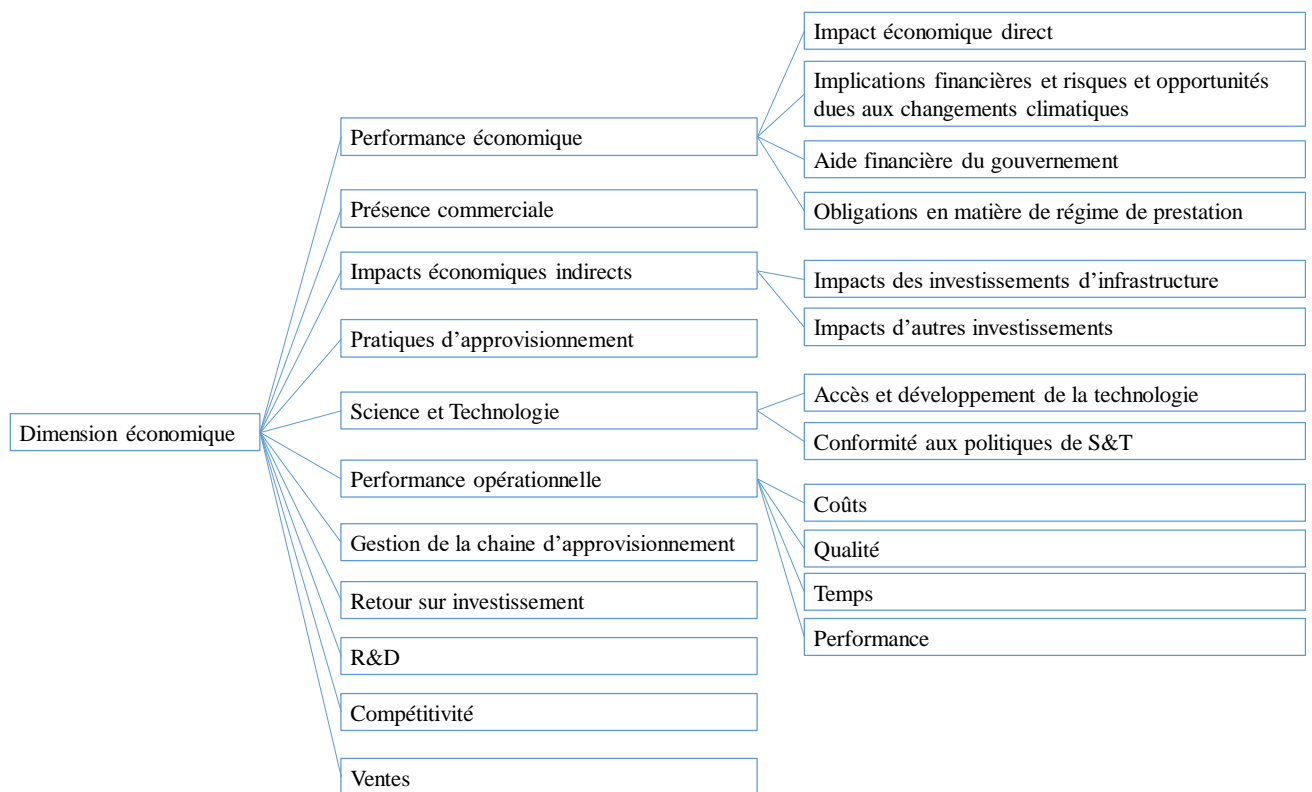 Dimension économique
Performance économique
Présence commerciale
Impacts économiques indirects
Pratiques d’approvisionnement
Science et Technologie
Performance opérationnelle
Gestion de la chaine d’approvisionnement
Retour sur investissement
R&D
Compétitivité
Ventes
Impact économique direct
Implications financières et risques et opportunités
dues aux changements climatiques
Aide financière du gouvernement
Obligations en matière de régime de prestation
Impacts des investissements d’infrastructure
Impacts d’autres investissements
Accès et développement de la technologie
Conformité aux politiques de S&T
Coûts
Qualité
Temps
Performance